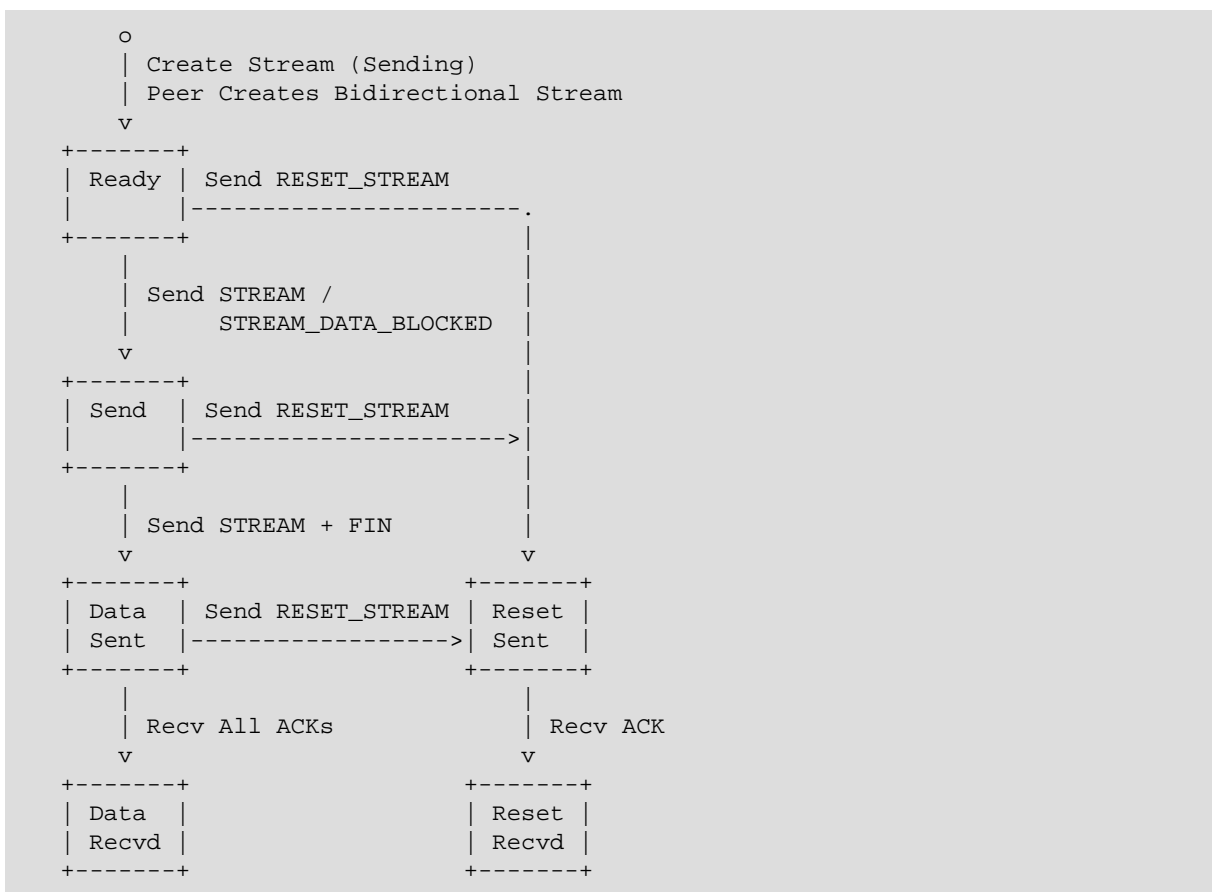 o
| Create Stream (Sending)
| Peer Creates Bidirectional Stream
v
+-------+
| Ready | Send RESET_STREAM
|       |-----------------------.
+-------+                       |
    |                           |
    | Send STREAM /             |
    |      STREAM_DATA_BLOCKED  |
    v                           |
+-------+                       |
| Send  | Send RESET_STREAM     |
|       |---------------------->|
+-------+                       |
    |                           |
    | Send STREAM + FIN         |
    v                           v
+-------+                   +-------+
| Data  | Send RESET_STREAM | Reset |
| Sent  |------------------>| Sent  |
+-------+                   +-------+
    |                           |
    | Recv All ACKs             | Recv ACK
    v                           v
+-------+                   +-------+
| Data  |                   | Reset |
| Recvd |                   | Recvd |
+-------+                   +-------+